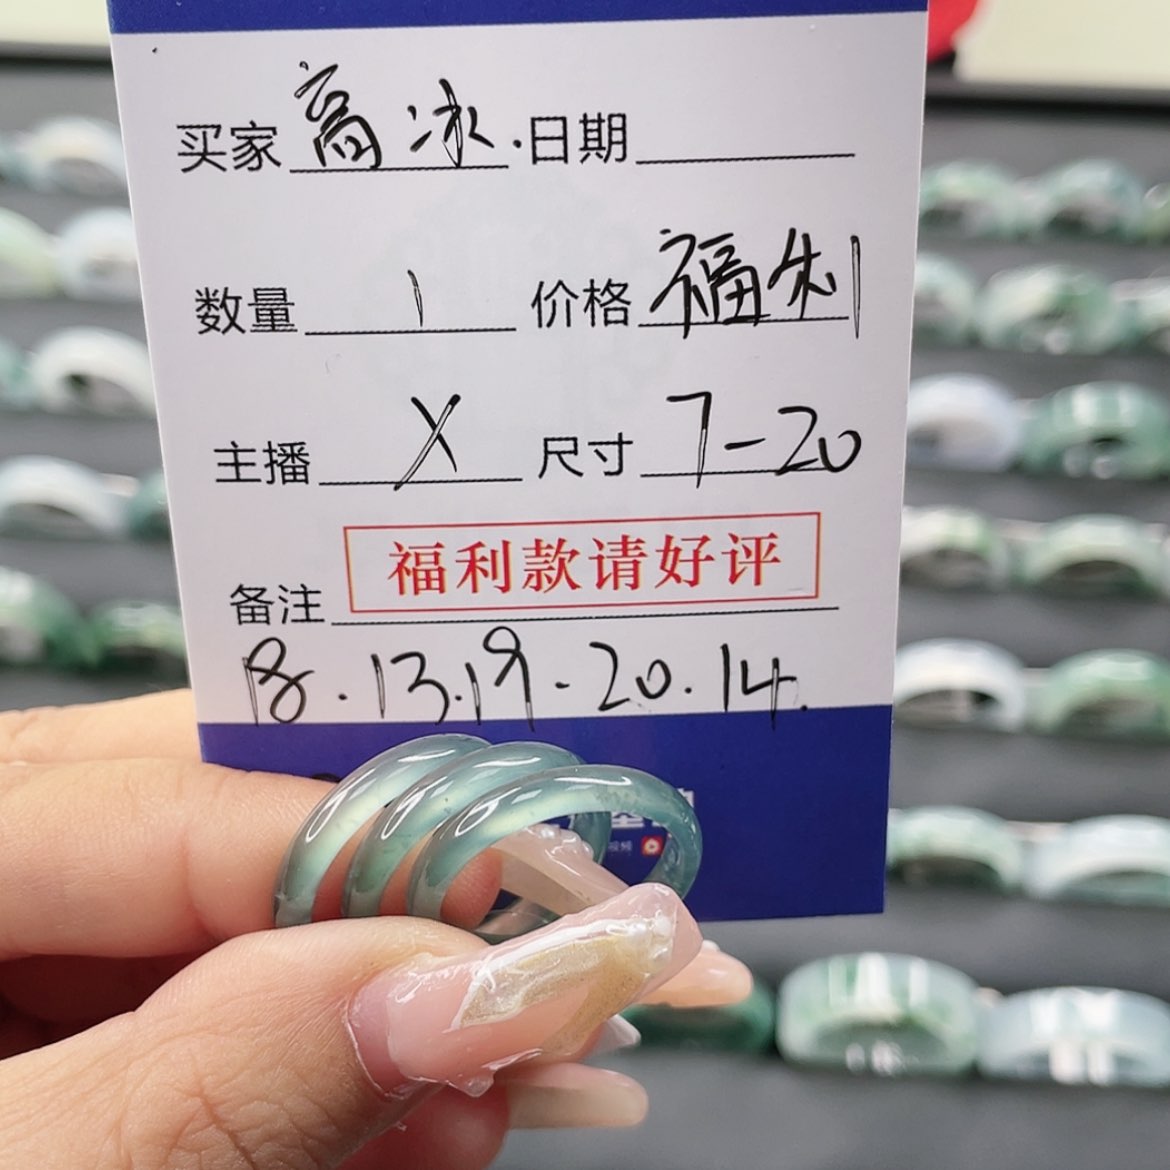 买家 高冰.日期
数量 1 价格 福利
主播 X 尺寸 7-20
福利款请好评
备注
18.13.19-20.14.